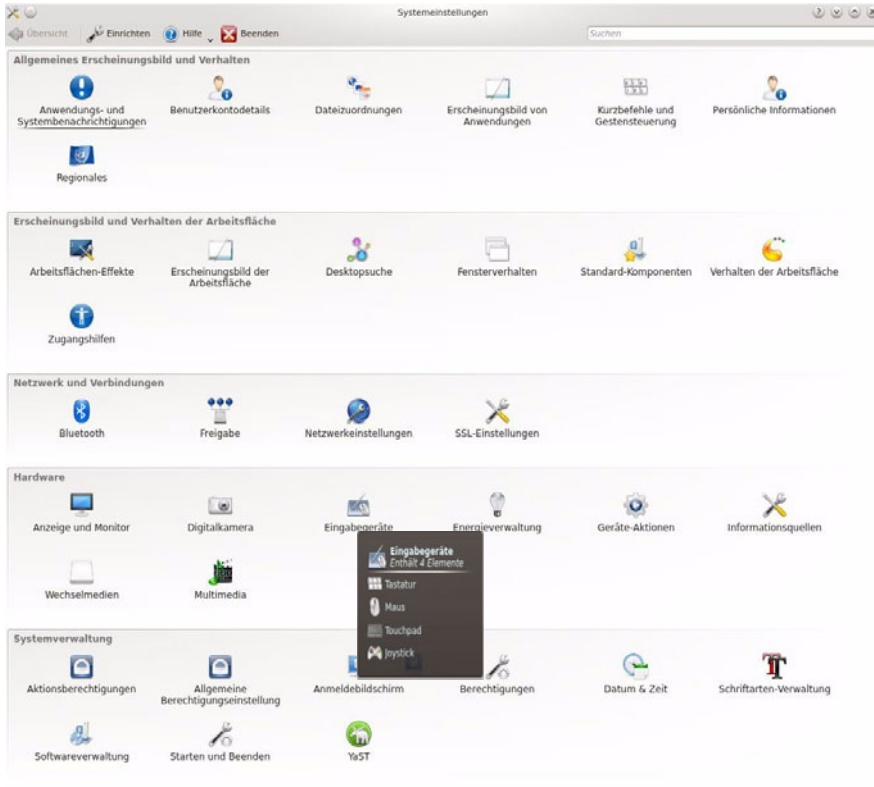 Systemeinstellungen
Übersicht Einrichten Hilfe Beenden Suchen
Allgemeines Erscheinungsbild und Verhalten
Anwendungs- und
Systembenachrichtigungen
Benutzerkontodetails
Dateizuordnungen
Erscheinungsbild von
Anwendungen
Kurzbefehle und
Gestensteuerung
Persönliche Informationen
Regionales
Erscheinungsbild und Verhalten der Arbeitsfläche
Arbeitsflächen-Effekte
Erscheinungsbild der
Arbeitsfläche
Desktopsuche
Fensterverhalten
Standard-Komponenten
Verhalten der Arbeitsfläche
Zugangshilfen
Netzwerk und Verbindungen
Bluetooth
Freigabe
Netzwerkeinstellungen
SSL-Einstellungen
Hardware
Anzeige und Monitor
Digitalkamera
Eingabegeräte
Energieverwaltung
Geräte-Aktionen
Informationsquellen
Wechselmedien
Multimedia
Eingabegeräte
Enthält 4 Elemente
Tastatur
Maus
Touchpad
Joystick
Systemverwaltung
Aktionsberechtigungen
Allgemeine
Berechtigungseinstellung
Anmeldebildschirm
Berechtigungen
Datum & Zeit
Schriftarten-Verwaltung
Softwareverwaltung
Starten und Beenden
YaST